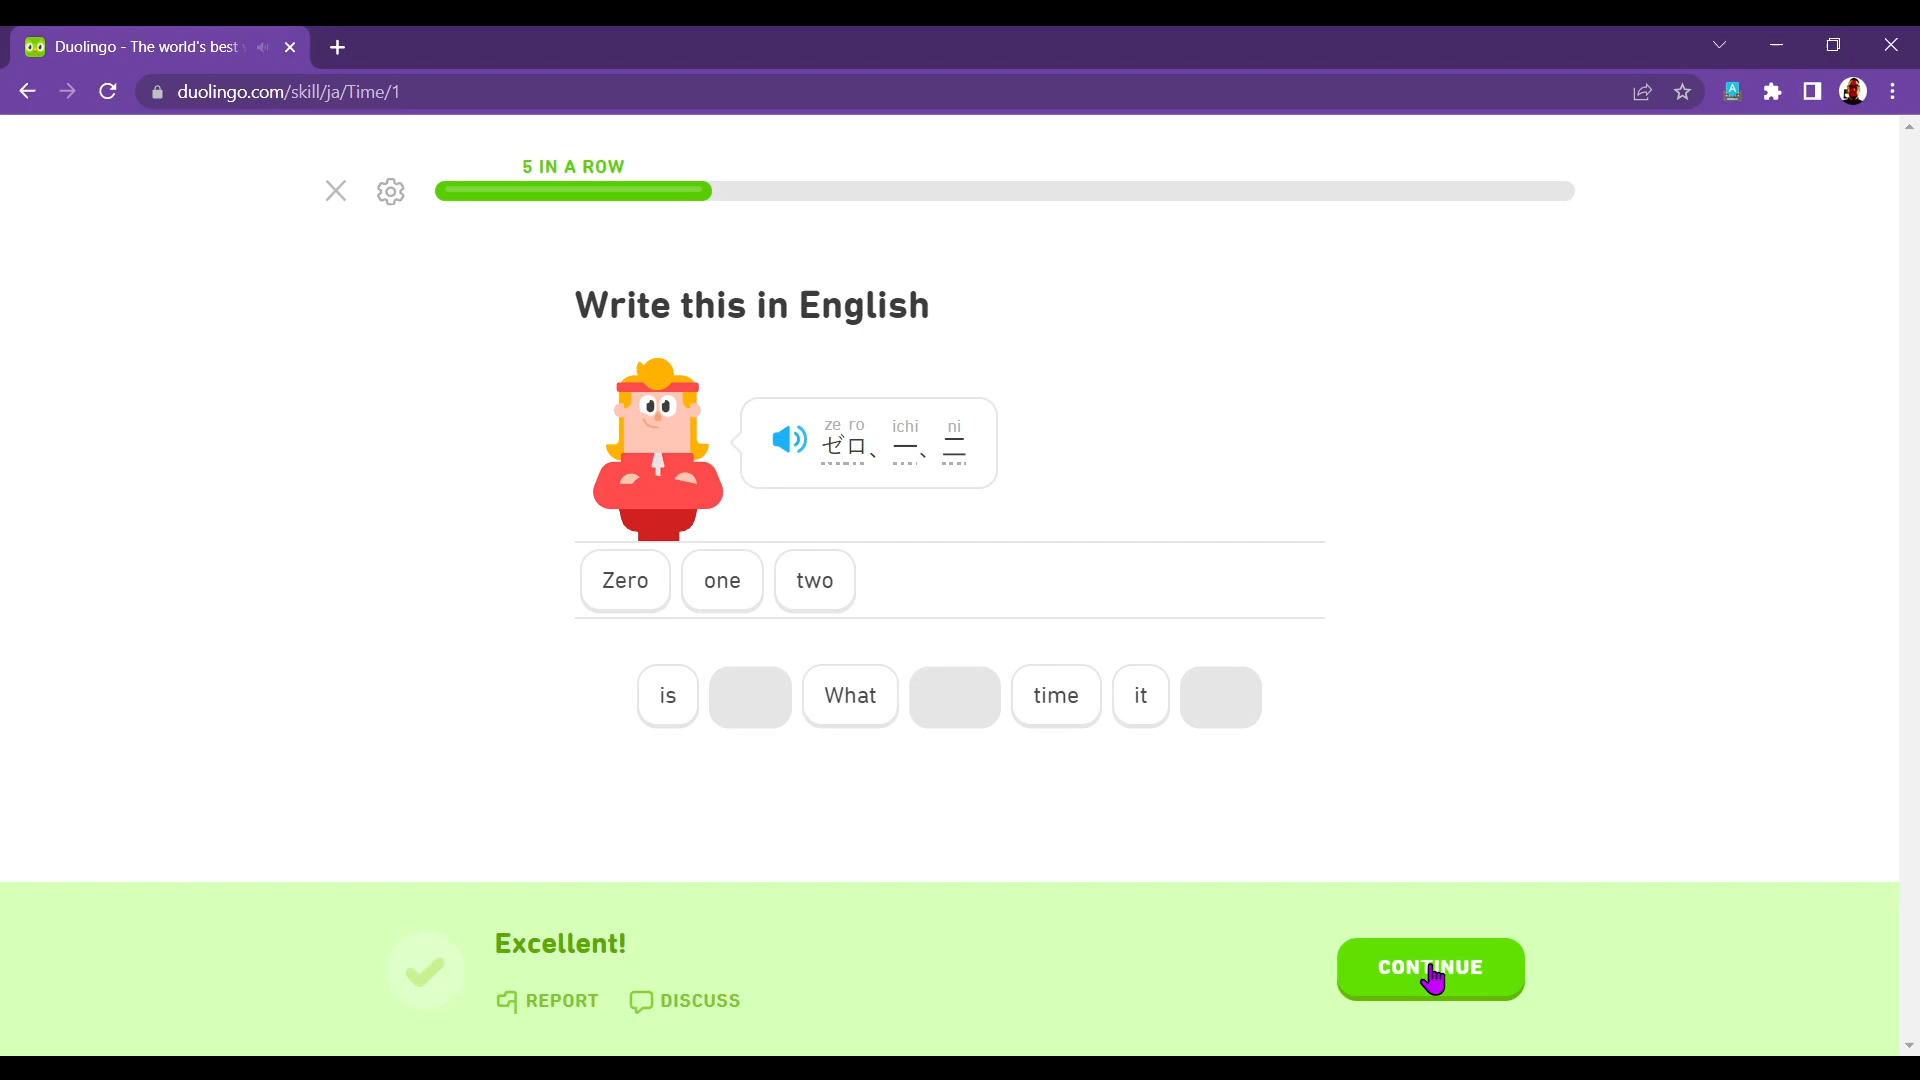 Duolingo - The world's best
duolingo.com/skill/ja/Time/1
5 IN A ROW
Write this in English
ze ro ichi ni
ゼロ、一、二
Zero one two
is What time it
Excellent!
REPORT DISCUSS
CONTINUE